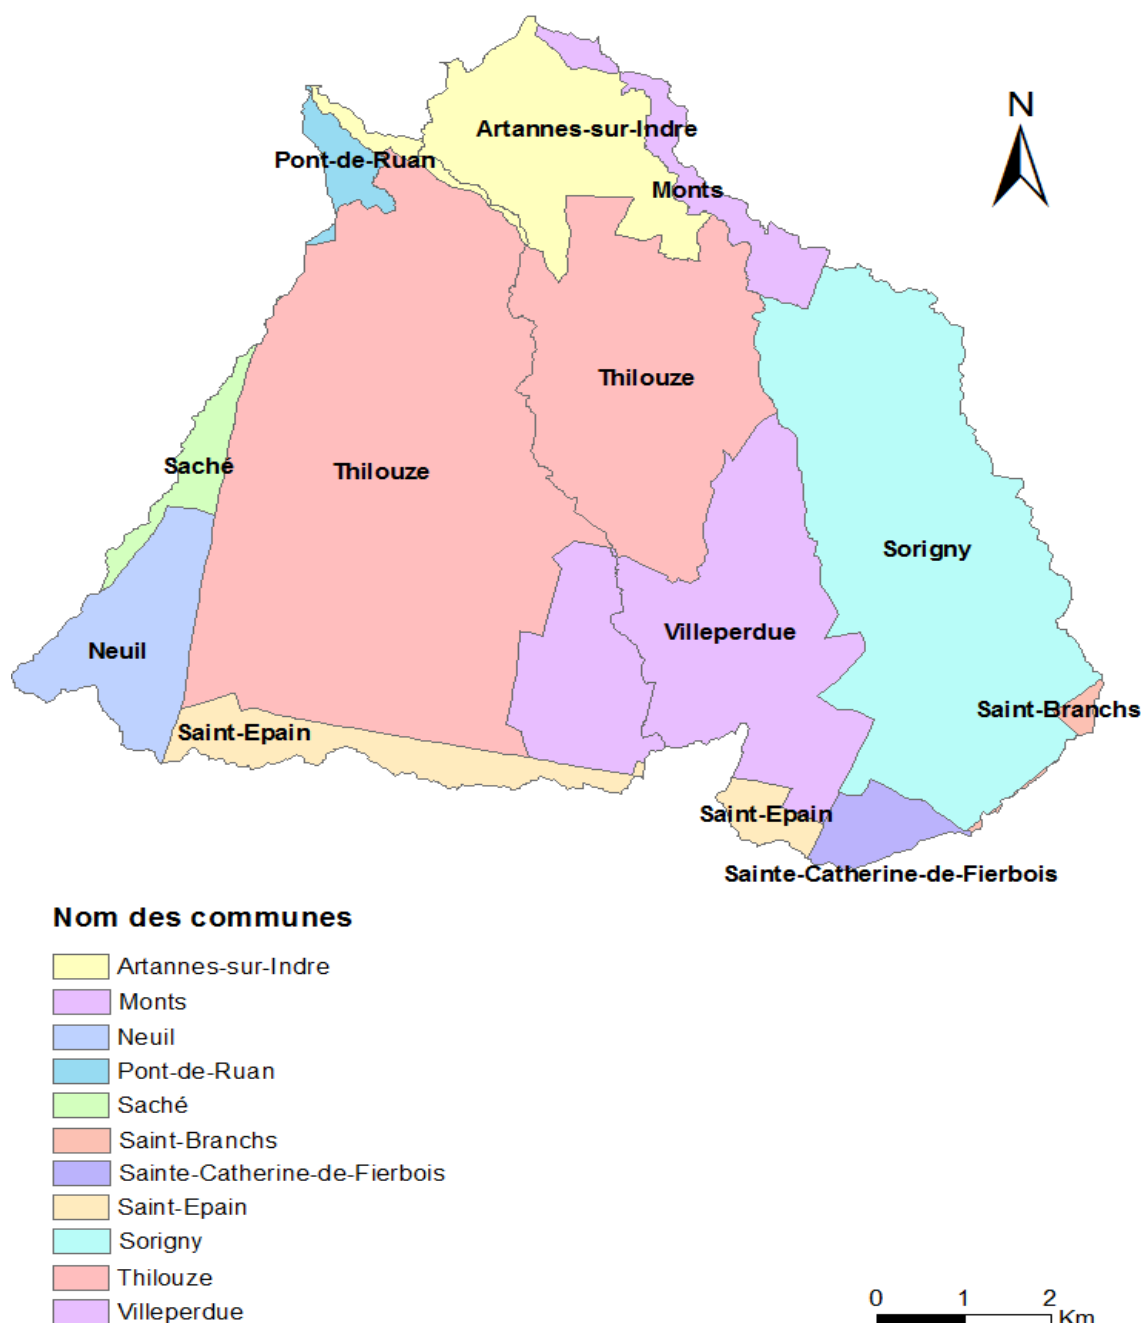 N
Artannes-sur-Indre
Pont-de-Ruan
Monts
Thilouze
Saché
Thilouze
Sorigny
Villeperdue
Neuil
Saint-Branchs
Saint-Epain
Saint-Epain
Sainte-Catherine-de-Fierbois
Nom des communes
Artannes-sur-Indre
Monts
Neuil
Pont-de-Ruan
Saché
Saint-Branchs
Sainte-Catherine-de-Fierbois
Saint-Epain
Sorigny
Thilouze
Villeperdue
0 1 2
Km